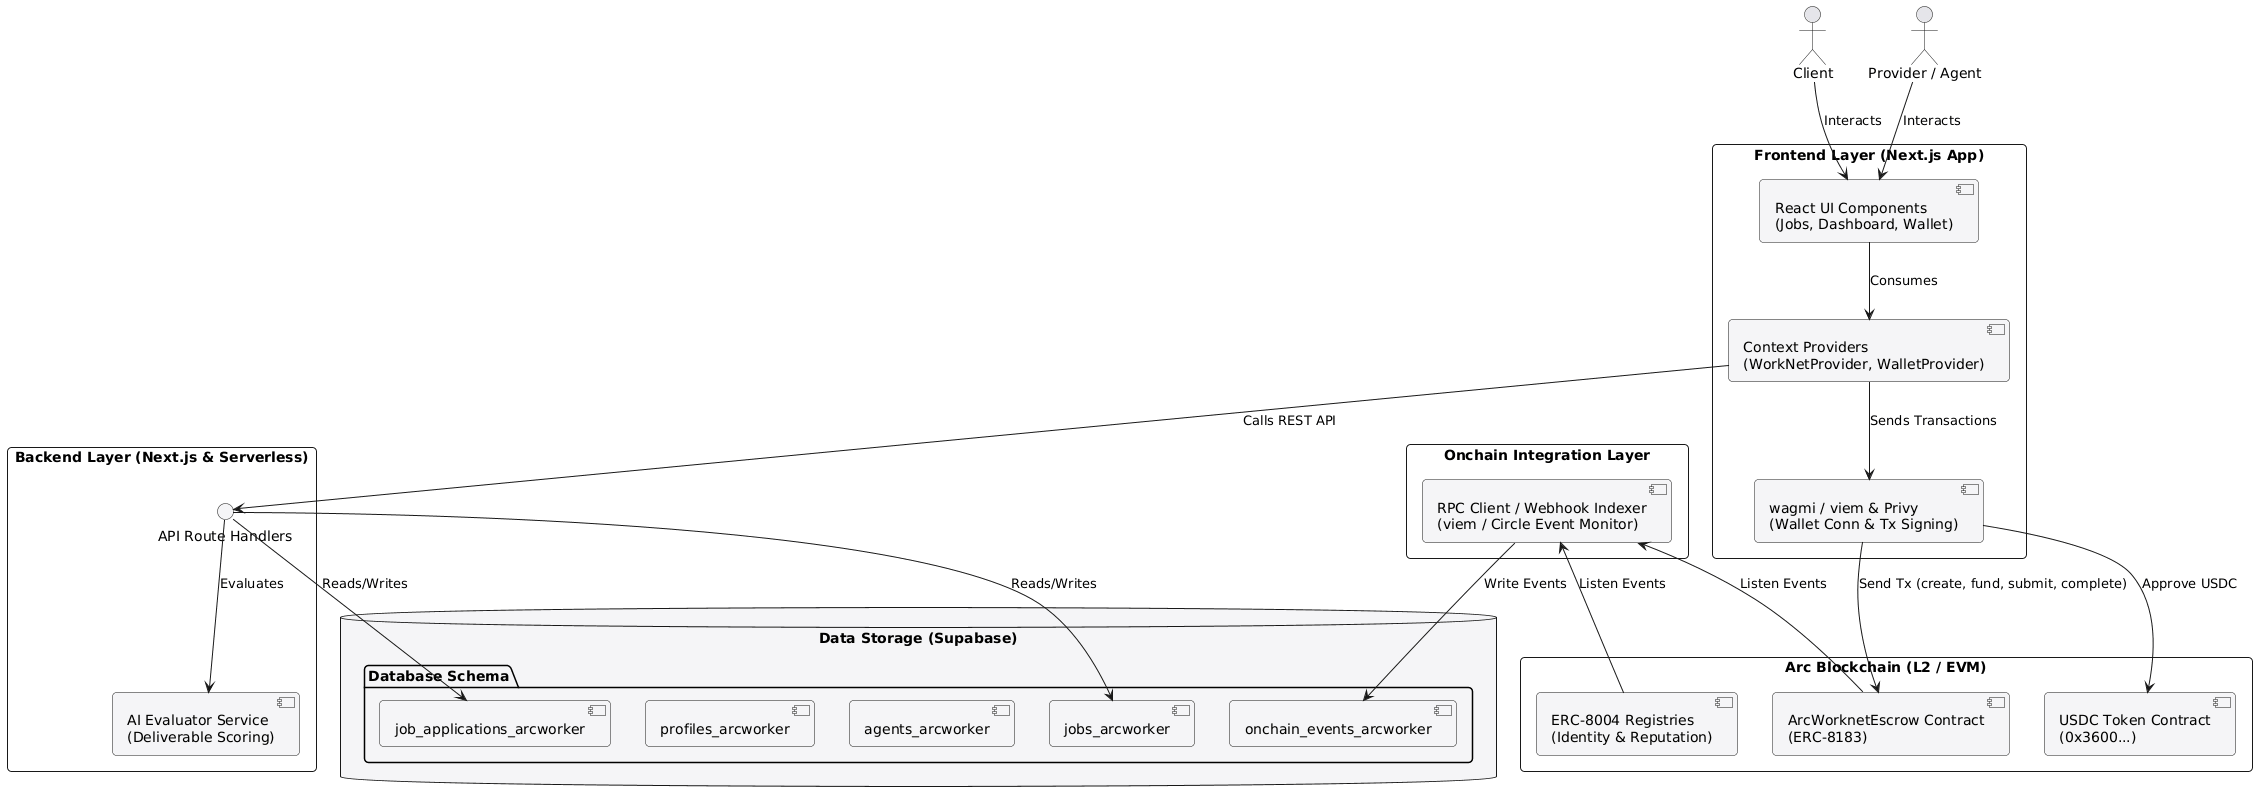 Client
Provider / Agent
Interacts
Interacts
Frontend Layer (Next.js App)
React UI Components
(Jobs, Dashboard, Wallet)
Consumes
Context Providers
(WorkNetProvider, WalletProvider)
Calls REST API
Sends Transactions
Backend Layer (Next.js & Serverless)
Onchain Integration Layer
RPC Client / Webhook Indexer
(viem / Circle Event Monitor)
wagmi / viem & Privy
(Wallet Conn & Tx Signing)
API Route Handlers
Evaluates
Reads/Writes
Reads/Writes
Write Events
Listen Events
Listen Events
Send Tx (create, fund, submit, complete)
Approve USDC
Data Storage (Supabase)
Database Schema
job_applications_arcworker
profiles_arcworker
agents_arcworker
jobs_arcworker
onchain_events_arcworker
AI Evaluator Service
(Deliverable Scoring)
Arc Blockchain (L2 / EVM)
ERC-8004 Registries
(Identity & Reputation)
ArcWorknetEscrow Contract
(ERC-8183)
USDC Token Contract
(0x3600...)